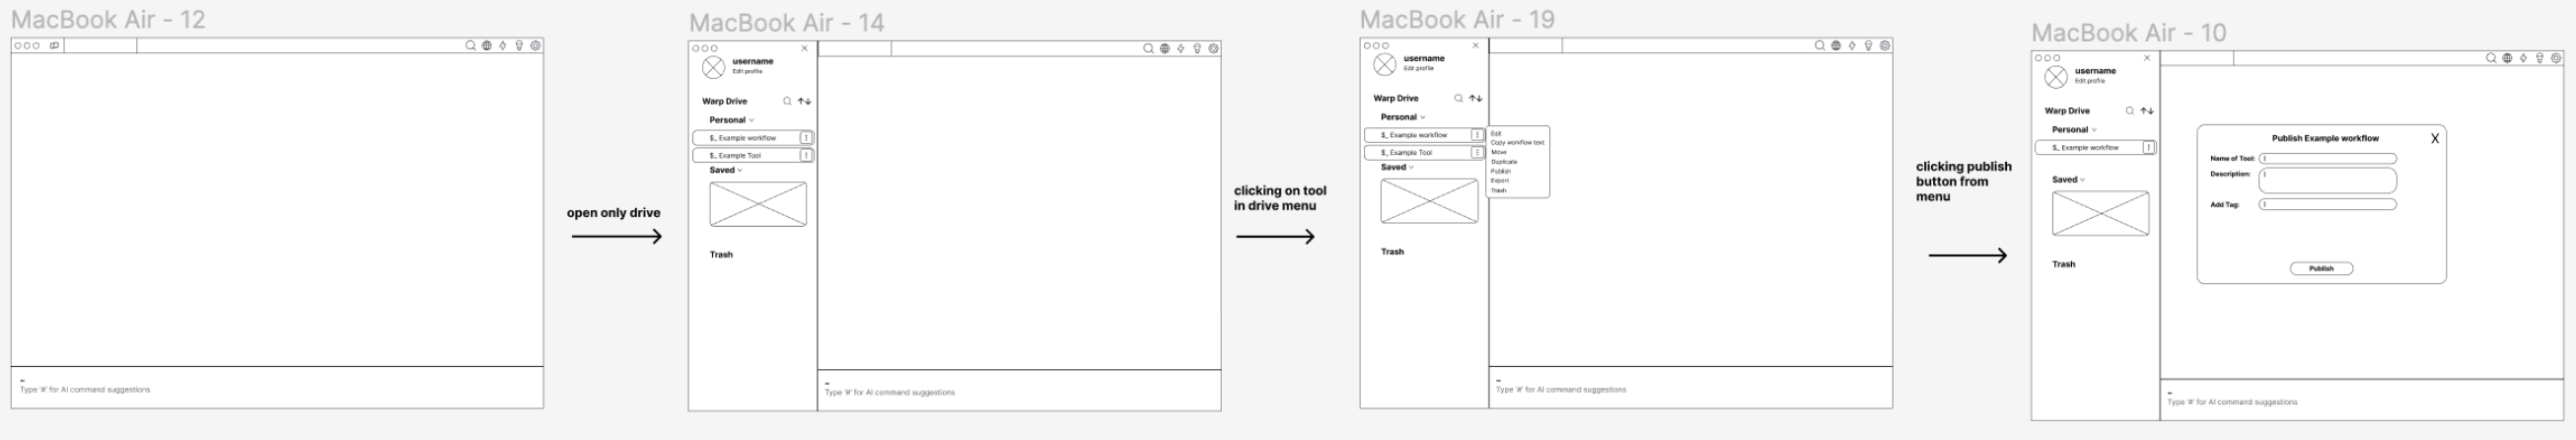 MacBook Air - 12
~
Type '#' for AI command suggestions
open only drive
MacBook Air - 14
username
Edit profile
Warp Drive
Personal
$_ Example workflow
$_ Example Tool
Saved
Trash
~
Type '#' for AI command suggestions
clicking on tool
in drive menu
MacBook Air - 19
username
Edit profile
Warp Drive
Personal
$_ Example workflow
$_ Example Tool
Saved
Trash
Edit
Copy workflow text
Move
Duplicate
Publish
Export
Trash
~
Type '#' for AI command suggestions
clicking publish
button from
menu
MacBook Air - 10
username
Edit profile
Warp Drive
Personal
$_ Example workflow
Saved
Trash
Publish Example workflow
X
Name of Tool: |
Description: |
Add Tag: |
Publish
~
Type '#' for AI command suggestions